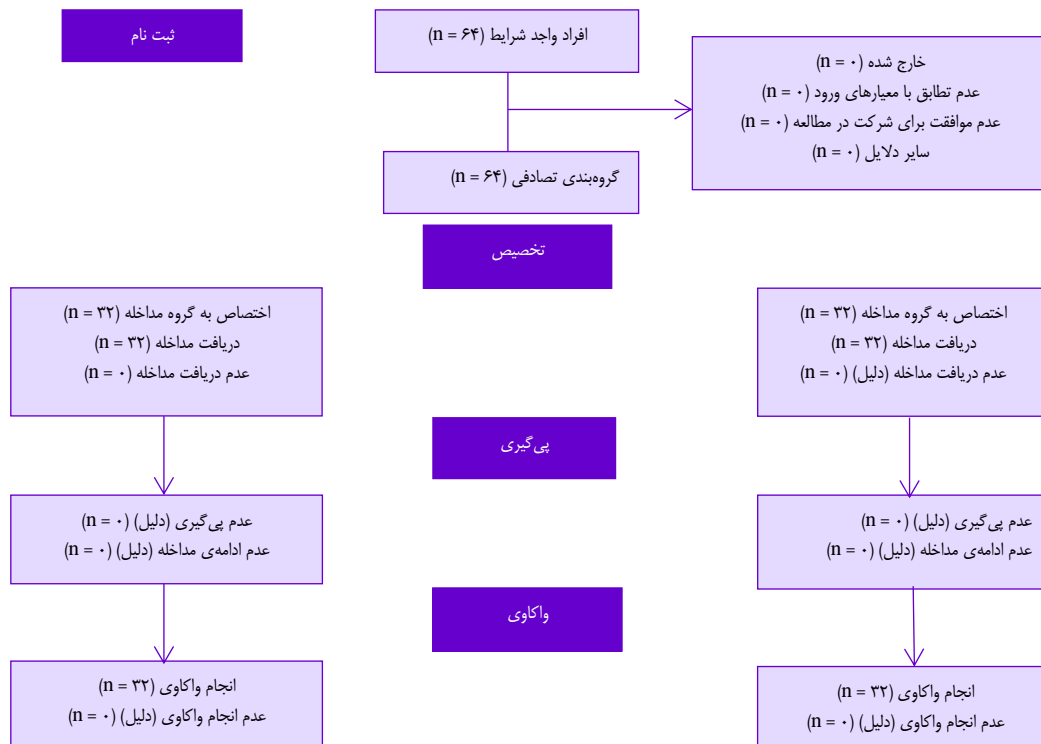 ثبت نام
افراد واجد شرایط (n = ۶۴)
خارج شده (n = ۰)
عدم تطابق با معیارهای ورود (n = ۰)
عدم موافقت برای شرکت در مطالعه (n = ۰)
سایر دلایل (n = ۰)
گروه‌بندی تصادفی (n = ۶۴)
تخصیص
اختصاص به گروه مداخله (n = ۳۲)
دریافت مداخله (n = ۳۲)
عدم دریافت مداخله (دلیل) (n = ۰)
اختصاص به گروه مداخله (n = ۳۲)
دریافت مداخله (n = ۳۲)
عدم دریافت مداخله (n = ۰)
پی‌گیری
عدم پی‌گیری (دلیل) (n = ۰)
عدم ادامه‌ی مداخله (دلیل) (n = ۰)
عدم پی‌گیری (دلیل) (n = ۰)
عدم ادامه‌ی مداخله (دلیل) (n = ۰)
واکاوی
انجام واکاوی (n = ۳۲)
عدم انجام واکاوی (دلیل) (n = ۰)
انجام واکاوی (n = ۳۲)
عدم انجام واکاوی (دلیل) (n = ۰)